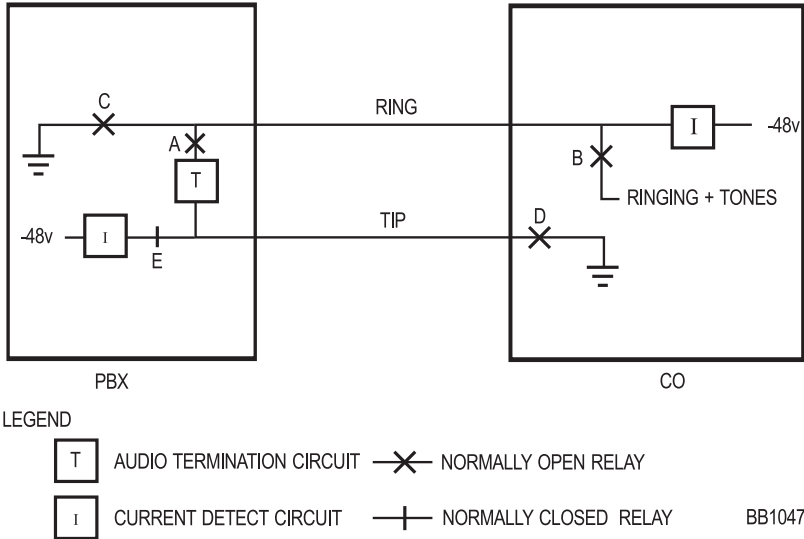 C
RING
A
I
-48v
T
B
RINGING + TONES
TIP
D
-48v
I
E
PBX
CO
LEGEND
T
AUDIO TERMINATION CIRCUIT
NORMALLY OPEN RELAY
I
CURRENT DETECT CIRCUIT
NORMALLY CLOSED RELAY
BB1047